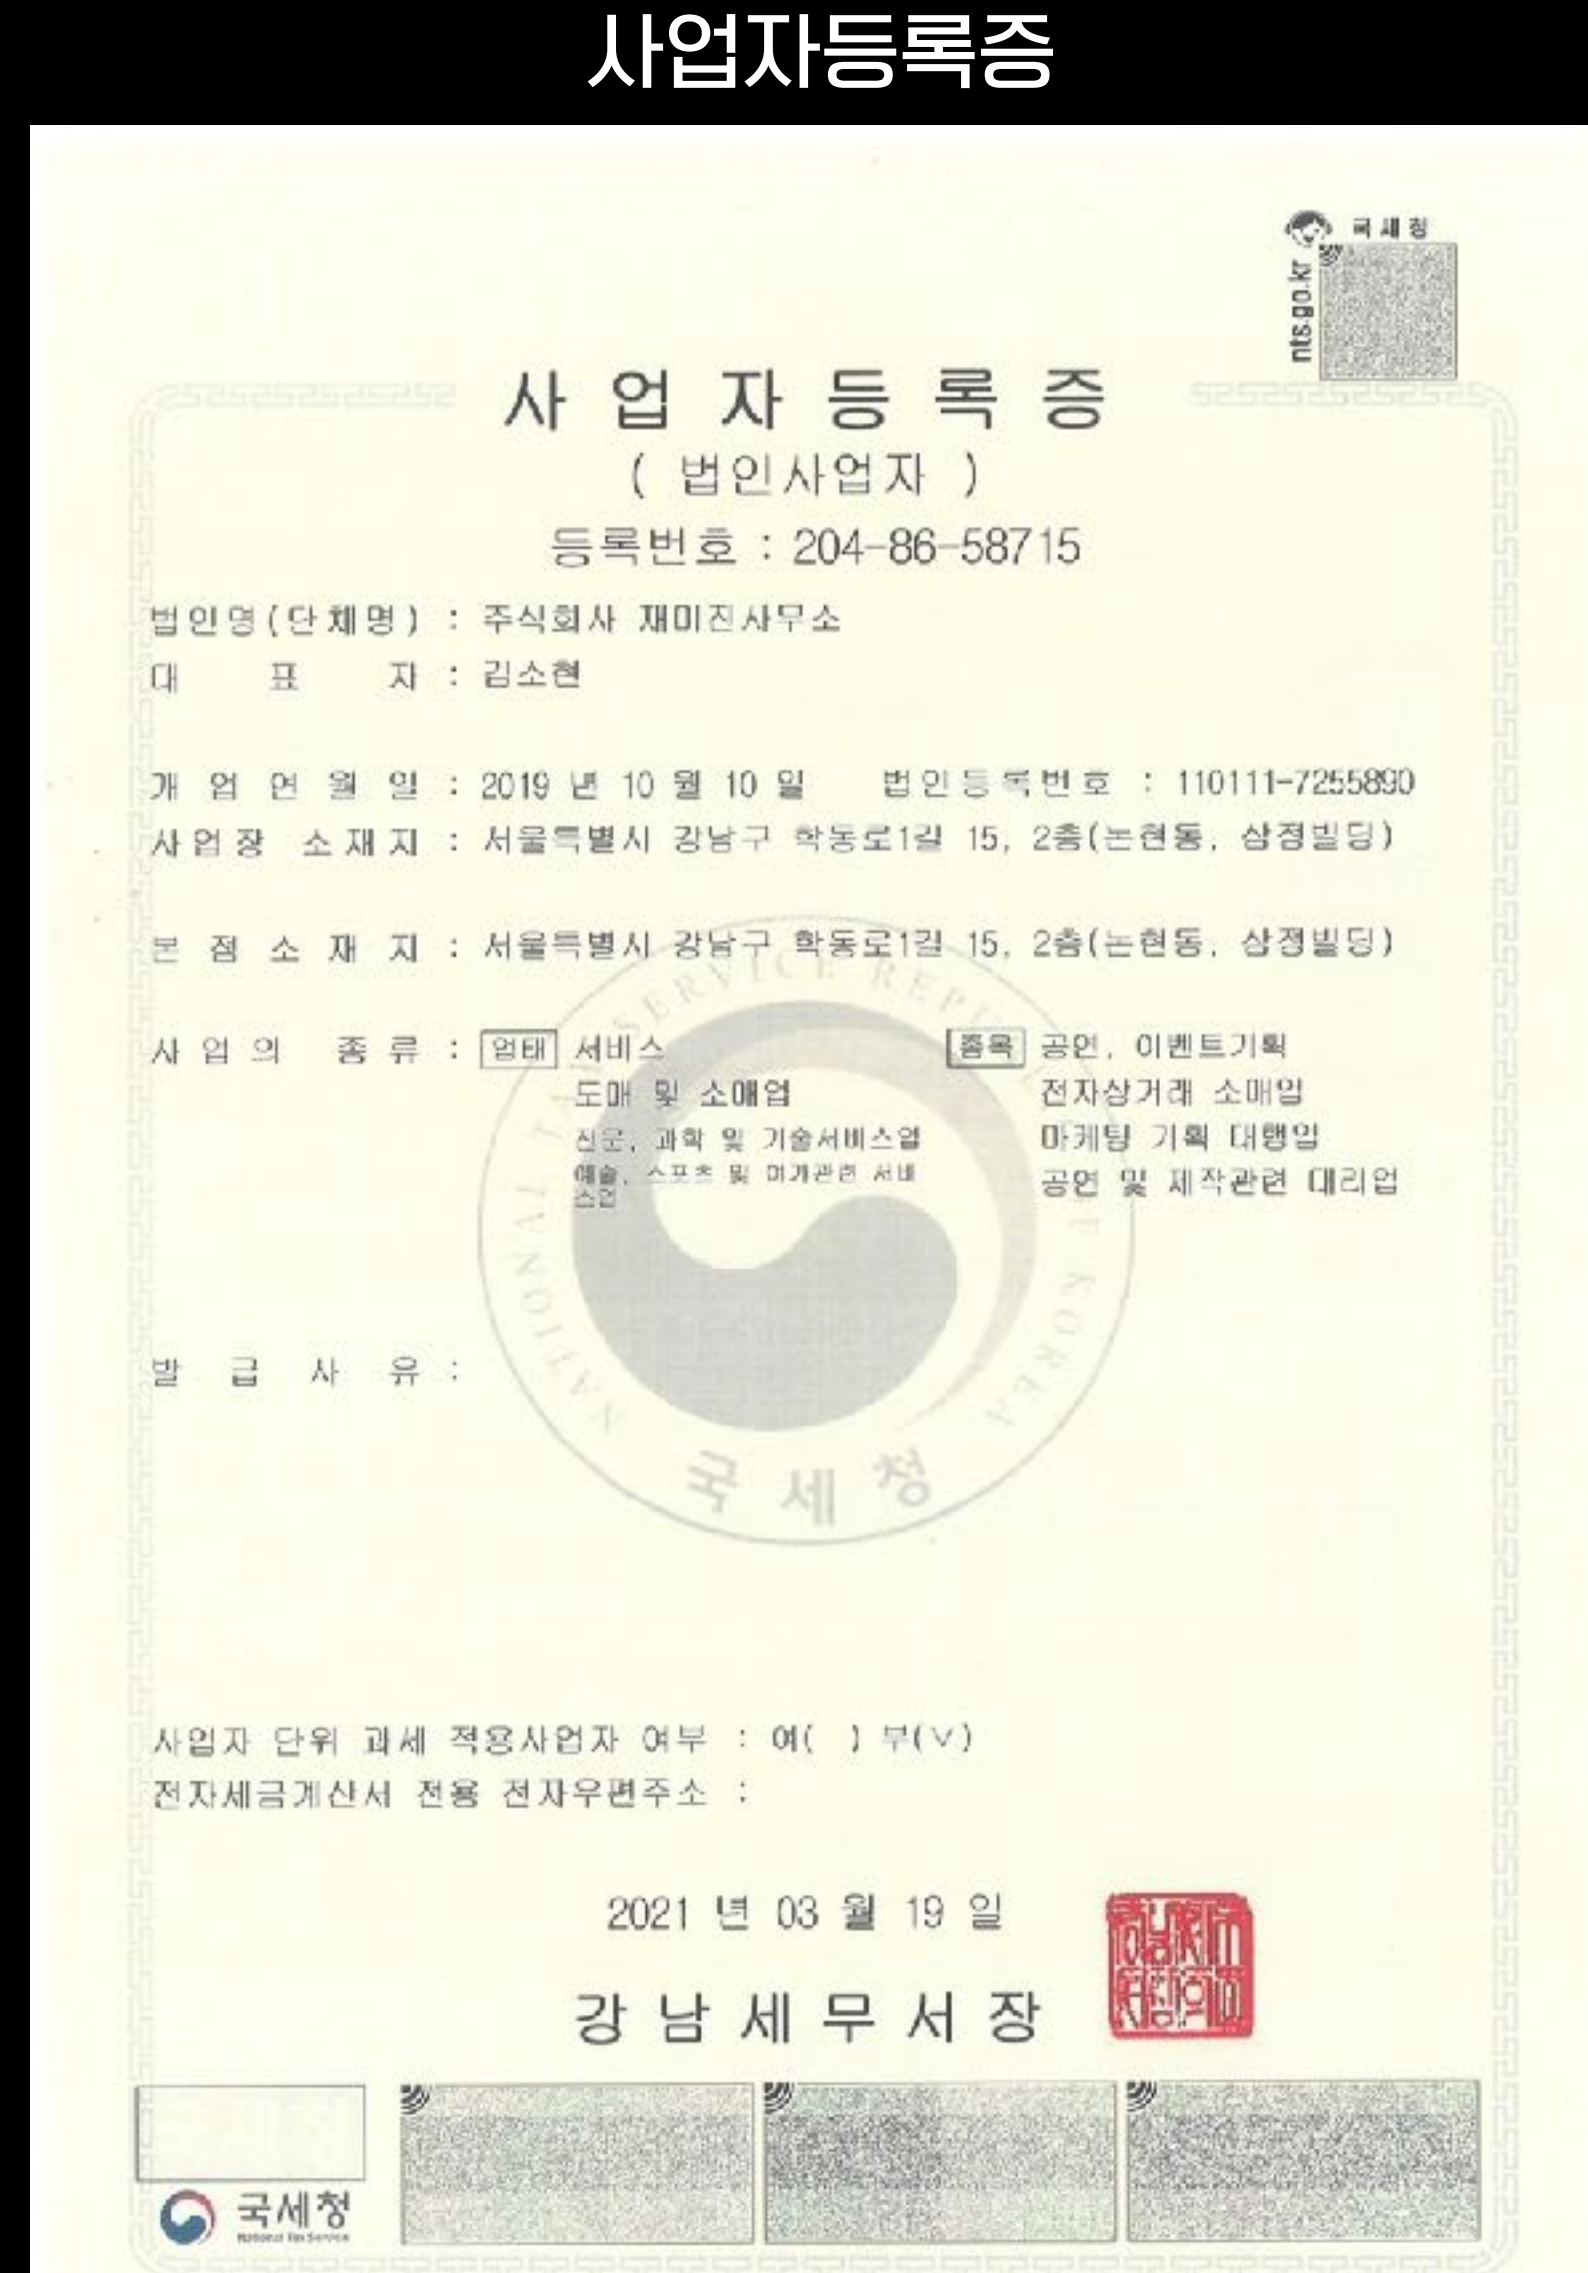 사업자등록증
국세청
nts.go.kr
사업자등록증
( 법인사업자 )
등록번호 : 204-86-58715
법인명(단체명) : 주식회사 재미진사무소
대 표 자 : 김소현
개 업 연 월 일 : 2019 년 10 월 10 일 법인등록번호 : 110111-7255890
사업장 소재지 : 서울특별시 강남구 학동로1길 15, 2층(논현동, 삼정빌딩)
본 점 소 재 지 : 서울특별시 강남구 학동로1길 15, 2층(논현동, 삼정빌딩)
사업의 종류 : 업태 서비스 종목 공연, 이벤트기획
도매 및 소매업 전자상거래 소매업
전문, 과학 및 기술서비스업 마케팅 기획 대행업
예술, 스포츠 및 여가관련 서비 공연 및 제작관련 대리업
스업
발 급 사 유 :
NATIONAL TAX SERVICE REPUBLIC OF KOREA
국세청
사업자 단위 과세 적용사업자 여부 : 여( ) 부(∨)
전자세금계산서 전용 전자우편주소 :
2021 년 03 월 19 일
강남세무서장
국세청
National Tax Service